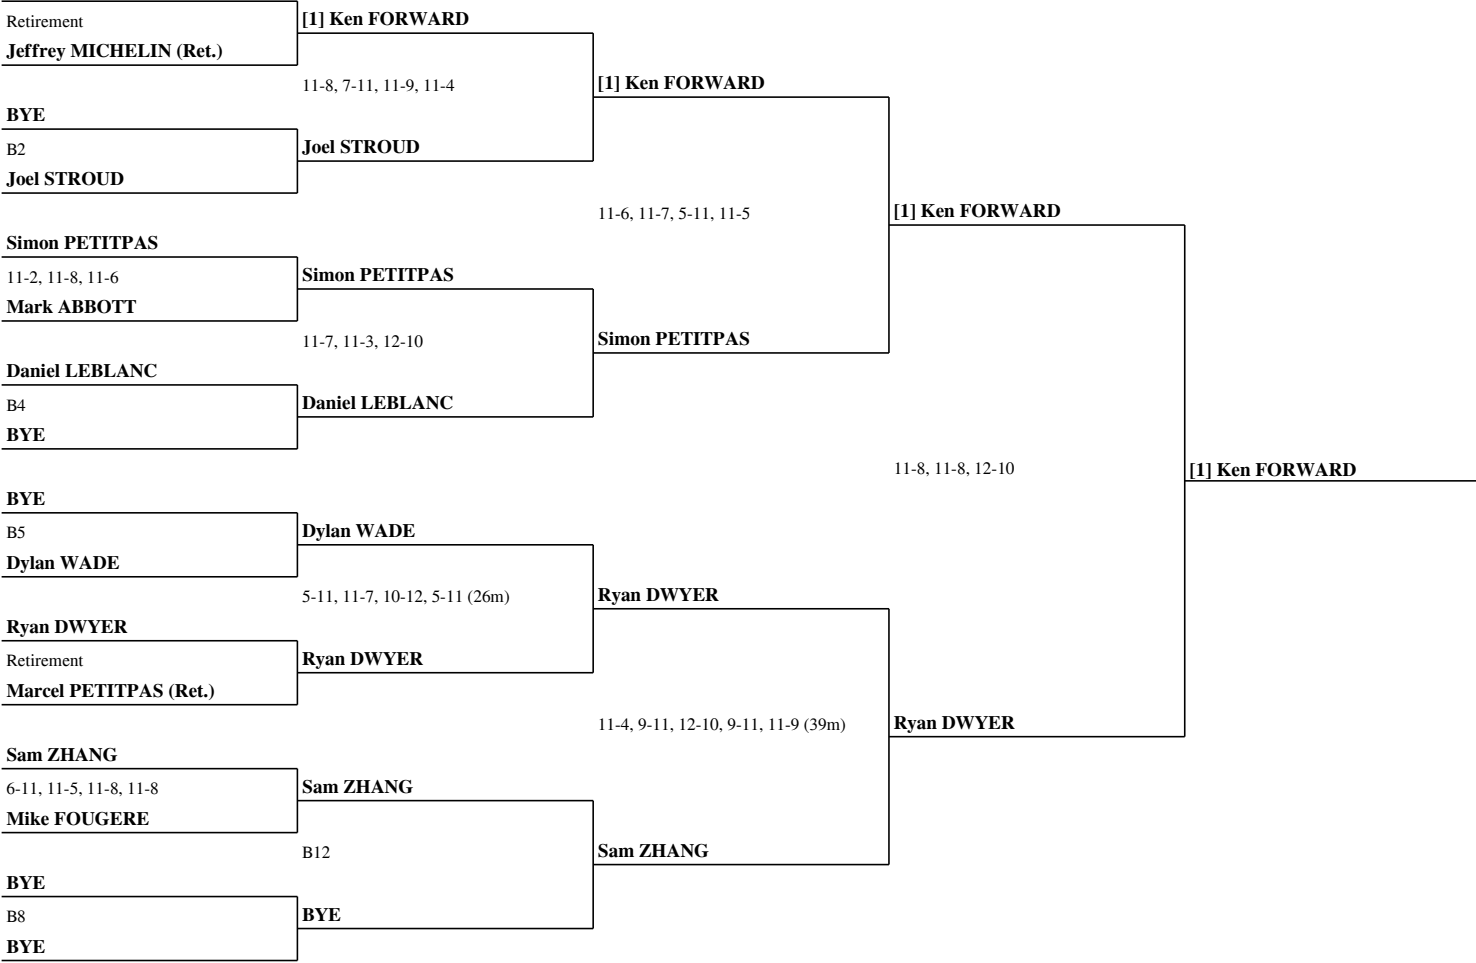 Retirement
Jeffrey MICHELIN (Ret.)
BYE
B2
Joel STROUD
Simon PETITPAS
11-2, 11-8, 11-6
Mark ABBOTT
Daniel LEBLANC
B4
BYE
BYE
B5
Dylan WADE
Ryan DWYER
Retirement
Marcel PETITPAS (Ret.)
Sam ZHANG
6-11, 11-5, 11-8, 11-8
Mike FOUGERE
BYE
B8
BYE
[1] Ken FORWARD
11-8, 7-11, 11-9, 11-4
Joel STROUD
Simon PETITPAS
11-7, 11-3, 12-10
Daniel LEBLANC
Dylan WADE
5-11, 11-7, 10-12, 5-11 (26m)
Ryan DWYER
Sam ZHANG
B12
BYE
[1] Ken FORWARD
11-6, 11-7, 5-11, 11-5
Simon PETITPAS
Ryan DWYER
11-4, 9-11, 12-10, 9-11, 11-9 (39m)
Sam ZHANG
[1] Ken FORWARD
11-8, 11-8, 12-10
Ryan DWYER
[1] Ken FORWARD